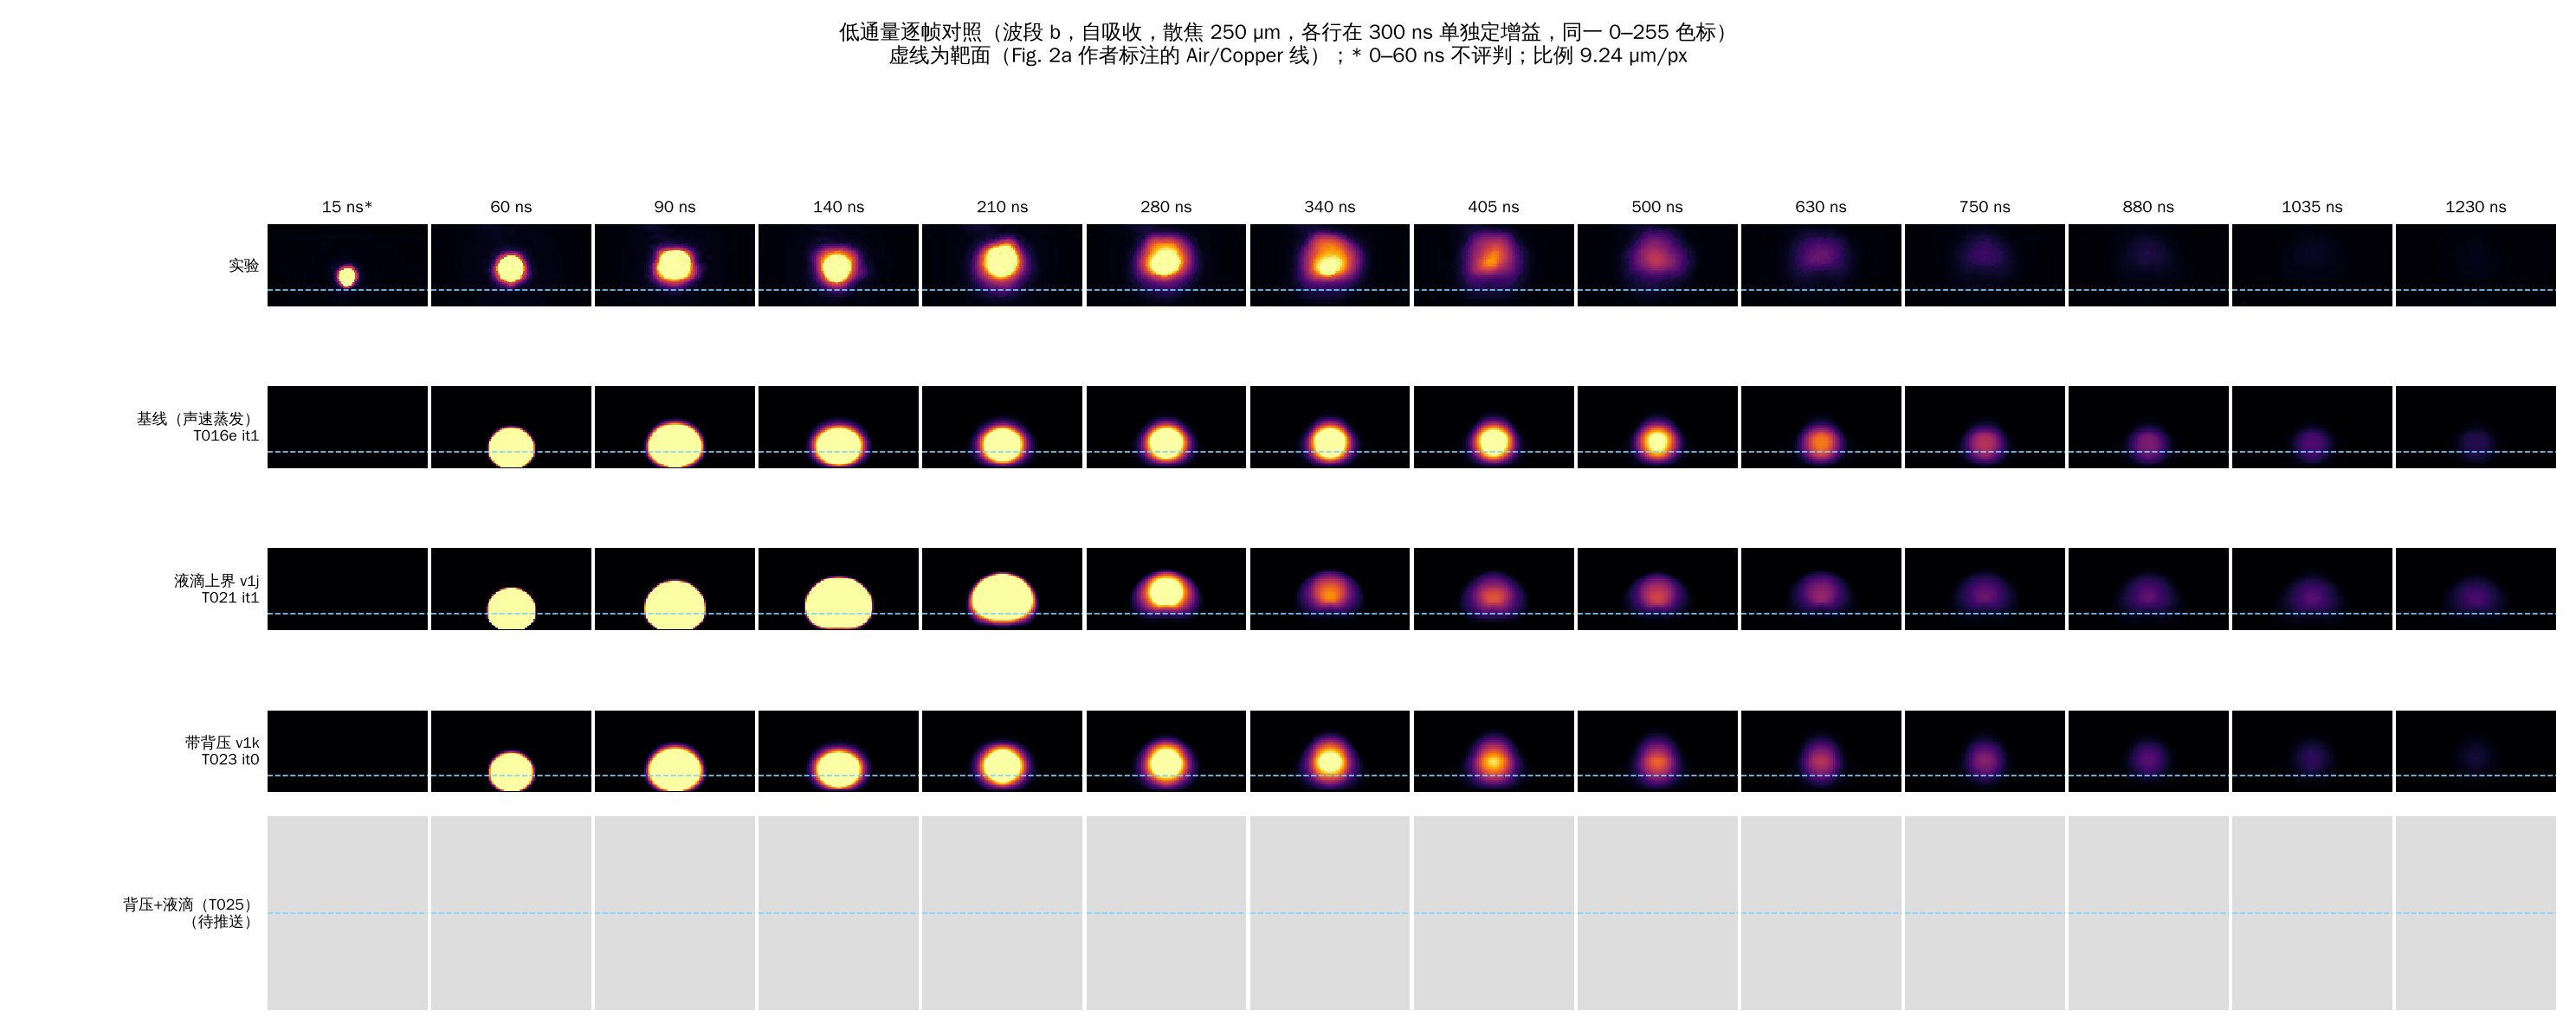 低通量逐帧对照（波段 b，自吸收，散焦 250 µm，各行在 300 ns 单独定增益，同一 0–255 色标）
虚线为靶面（Fig. 2a 作者标注的 Air/Copper 线）；* 0–60 ns 不评判；比例 9.24 µm/px
15 ns* 60 ns 90 ns 140 ns 210 ns 280 ns 340 ns 405 ns 500 ns 630 ns 750 ns 880 ns 1035 ns 1230 ns
实验
基线（声速蒸发）
T016e it1
液滴上界 v1j
T021 it1
带背压 v1k
T023 it0
背压+液滴（T025）
（待推送）